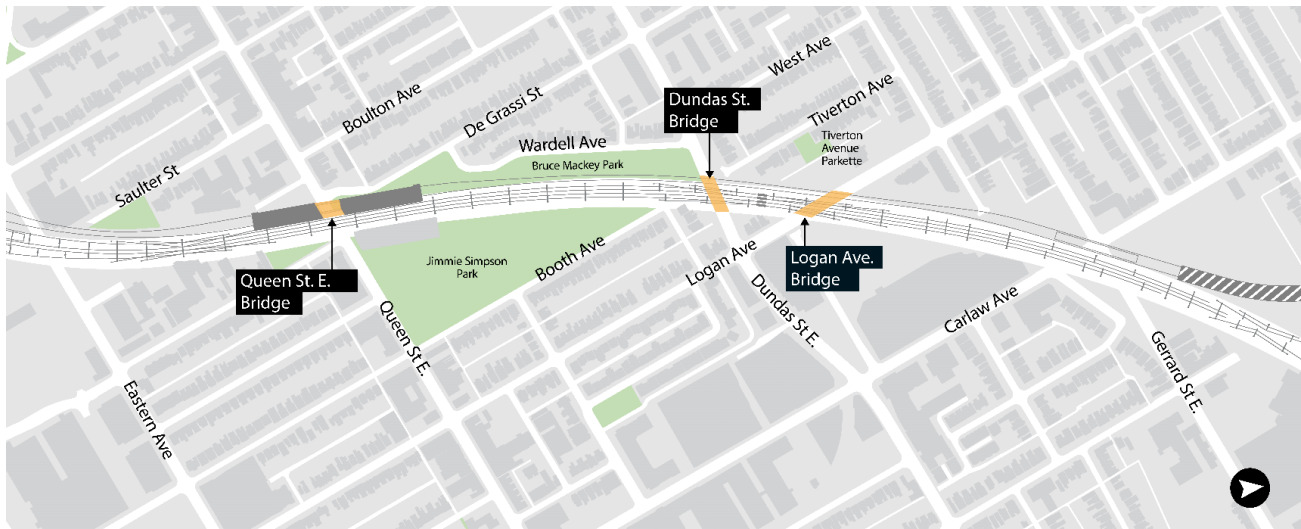 West Ave
Boulton Ave
De Grassi St
Dundas St.
Bridge
Tiverton Ave
Wardell Ave
Tiverton
Avenue
Parkette
Bruce Mackey Park
Saulter St
Jimmie Simpson
Park
Booth Ave
Logan Ave
Logan Ave.
Bridge
Queen St. E.
Bridge
Queen St E.
Dundas St E.
Carlaw Ave
Gerrard St E.
Eastern Ave